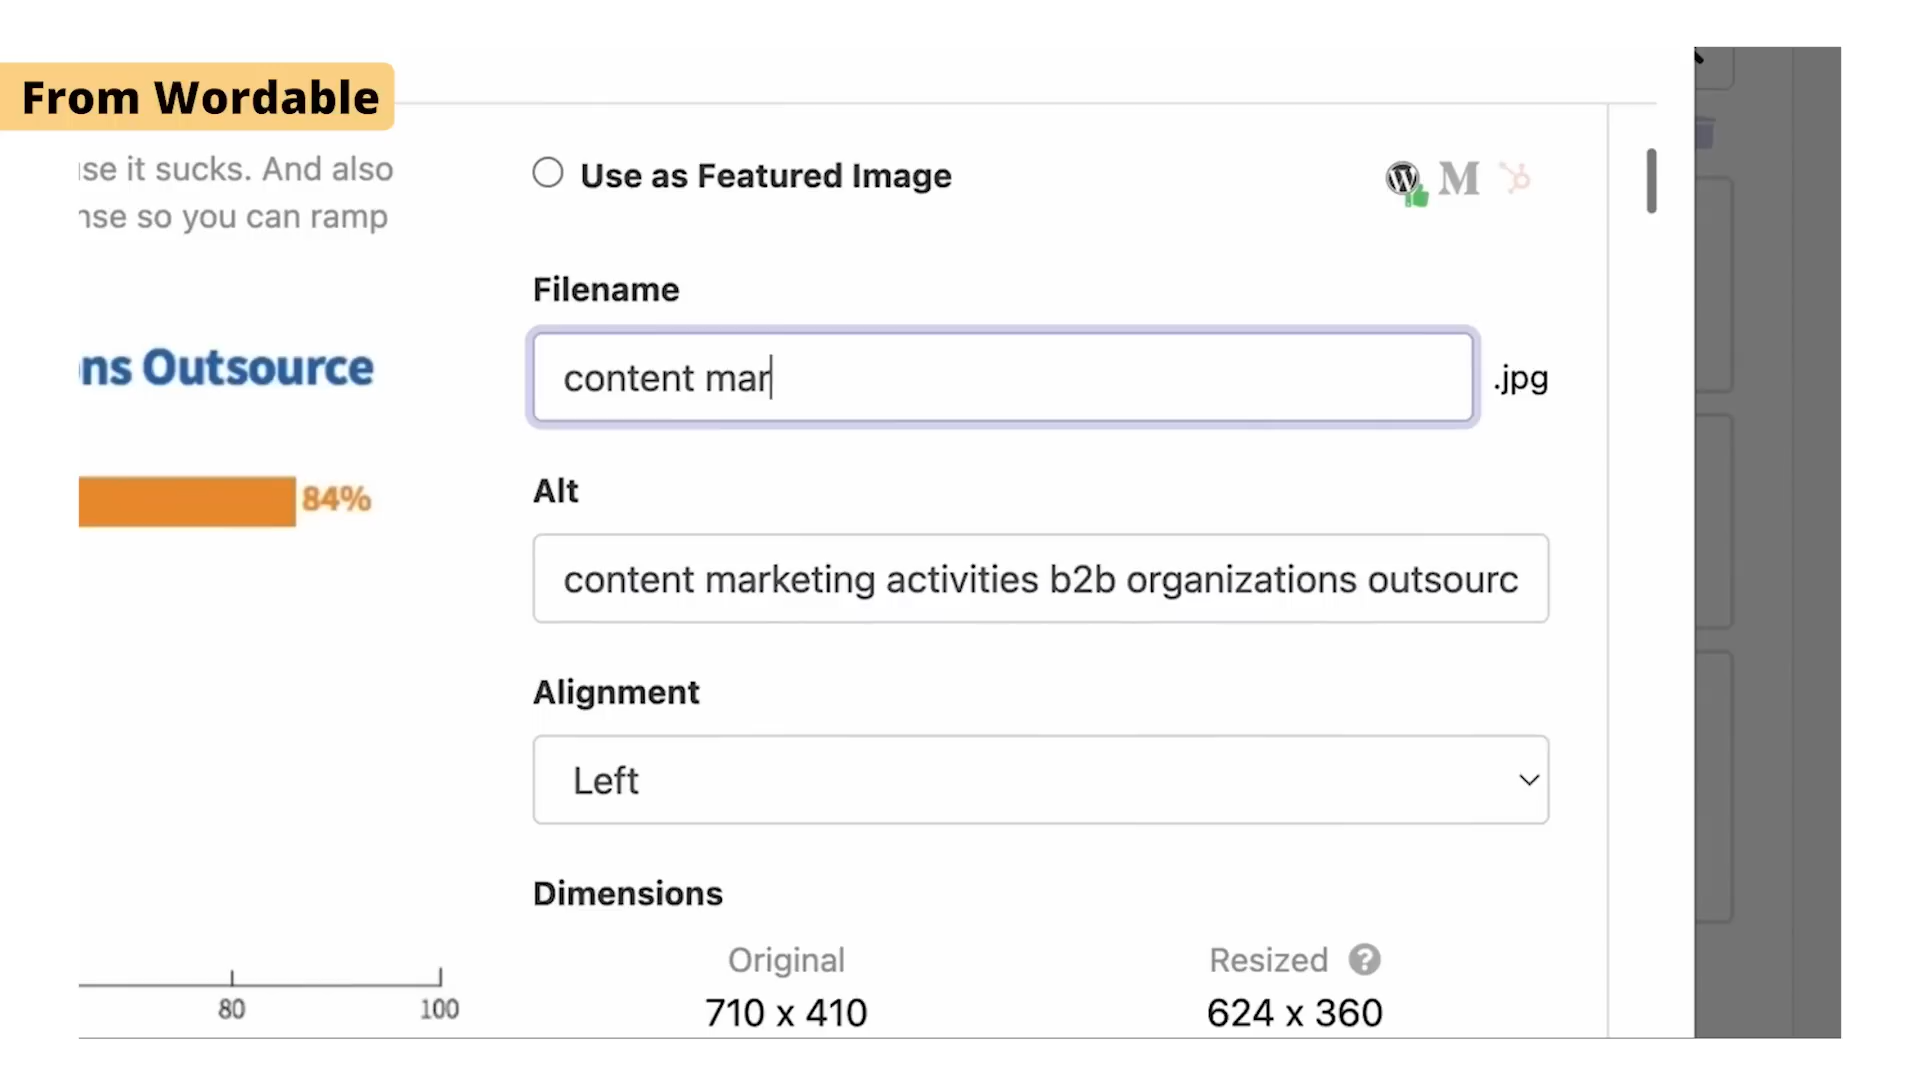 From Wordable
se it sucks. And also
nse so you can ramp
ns Outsource
84%
80
100
Use as Featured Image
W M
Filename
content mar
.jpg
Alt
content marketing activities b2b organizations outsourc
Alignment
Left
Dimensions
Original
Resized ?
710 x 410
624 x 360